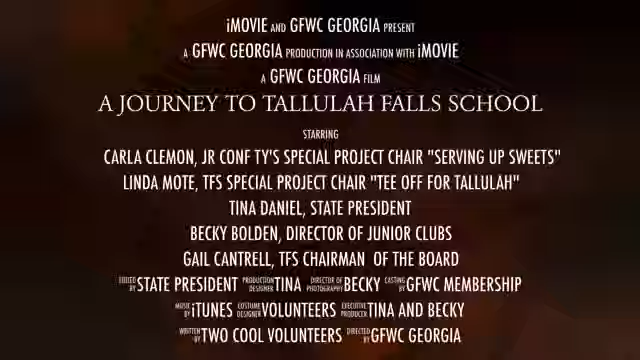 iMOVIE AND GFWC GEORGIA PRESENT
A GFWC GEORGIA PRODUCTION IN ASSOCIATION WITH iMOVIE
A GFWC GEORGIA FILM
A JOURNEY TO TALLULAH FALLS SCHOOL
STARRING
CARLA CLEMON, JR CONF TY'S SPECIAL PROJECT CHAIR "SERVING UP SWEETS"
LINDA MOTE, TFS SPECIAL PROJECT CHAIR "TEE OFF FOR TALLULAH"
TINA DANIEL, STATE PRESIDENT
BECKY BOLDEN, DIRECTOR OF JUNIOR CLUBS
GAIL CANTRELL, TFS CHAIRMAN OF THE BOARD
EDITED BY STATE PRESIDENT PRODUCTION DESIGNER TINA DIRECTOR OF PHOTOGRAPHY BECKY CASTING BY GFWC MEMBERSHIP
MUSIC BY iTUNES COSTUME DESIGNER VOLUNTEERS EXECUTIVE PRODUCER TINA AND BECKY
WRITTEN BY TWO COOL VOLUNTEERS DIRECTED BY GFWC GEORGIA